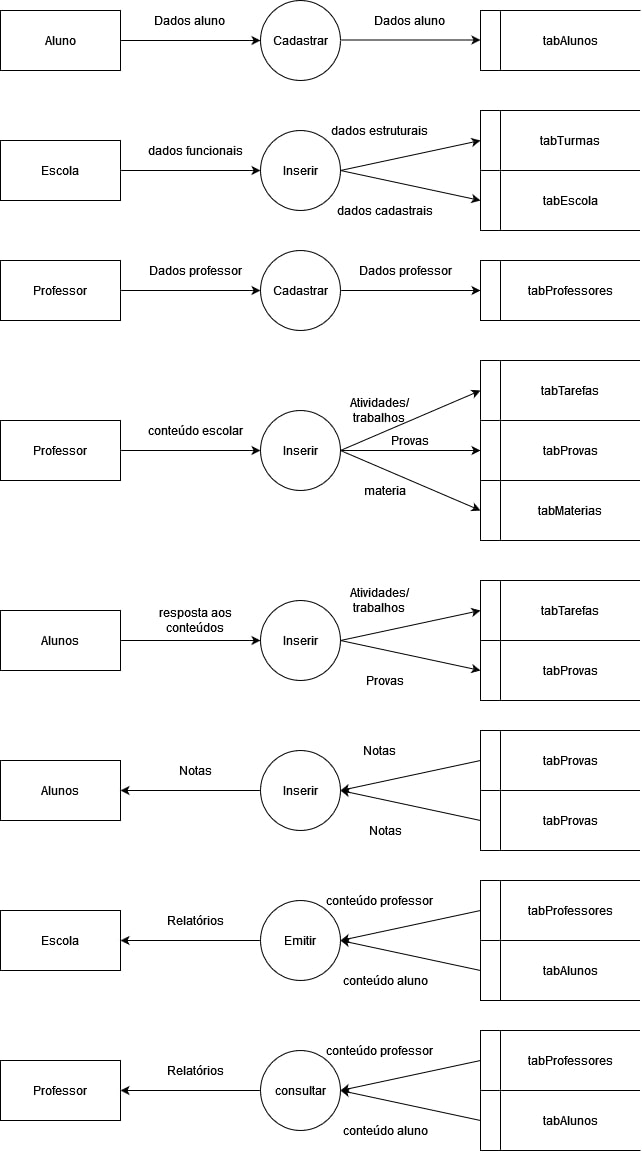 Dados aluno
Dados aluno
Aluno
Cadastrar
tabAlunos
dados estruturais
tabTurmas
dados funcionais
Escola
Inserir
tabEscola
dados cadastrais
Dados professor
Dados professor
Professor
Cadastrar
tabProfessores
tabTarefas
Atividades/
trabalhos
conteúdo escolar
Provas
Professor
Inserir
tabProvas
materia
tabMaterias
Atividades/
trabalhos
tabTarefas
resposta aos
conteúdos
Alunos
Inserir
tabProvas
Provas
Notas
tabProvas
Notas
Alunos
Inserir
tabProvas
Notas
conteúdo professor
tabProfessores
Relatórios
Escola
Emitir
tabAlunos
conteúdo aluno
conteúdo professor
tabProfessores
Relatórios
Professor
consultar
tabAlunos
conteúdo aluno